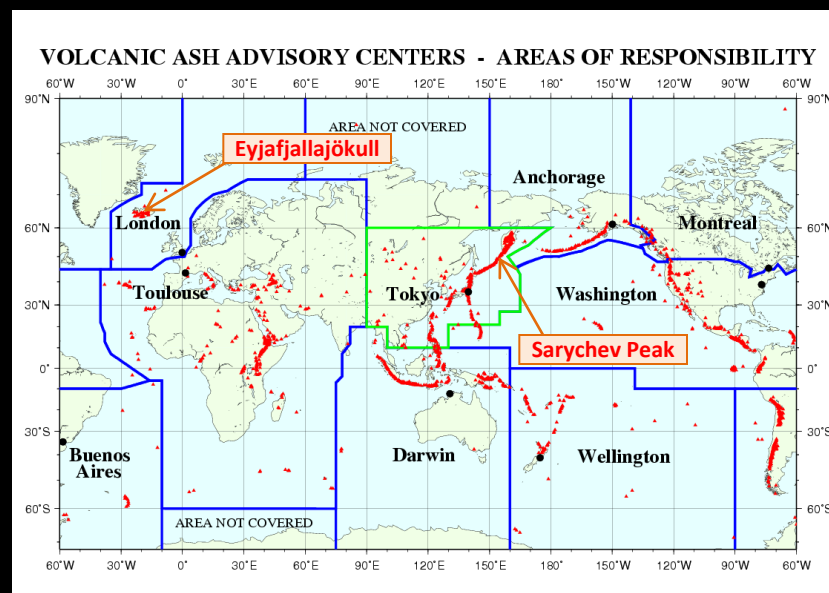 VOLCANIC ASH ADVISORY CENTERS - AREAS OF RESPONSIBILITY
60°W 30°W 0° 30°E 60°E 90°E 120°E 150°E 180° 150°W 120°W 90°W 60°W
90°N 90°N
AREA NOT COVERED
Eyjafjallajökull
Anchorage
London
Montreal
60°N 60°N
Toulouse
Tokyo
Washington
30°N 30°N
Sarychev Peak
0° 0°
30°S 30°S
Buenos
Aires
Darwin
Wellington
60°S 60°S
AREA NOT COVERED
60°W 30°W 0° 30°E 60°E 90°E 120°E 150°E 180° 150°W 120°W 90°W 60°W